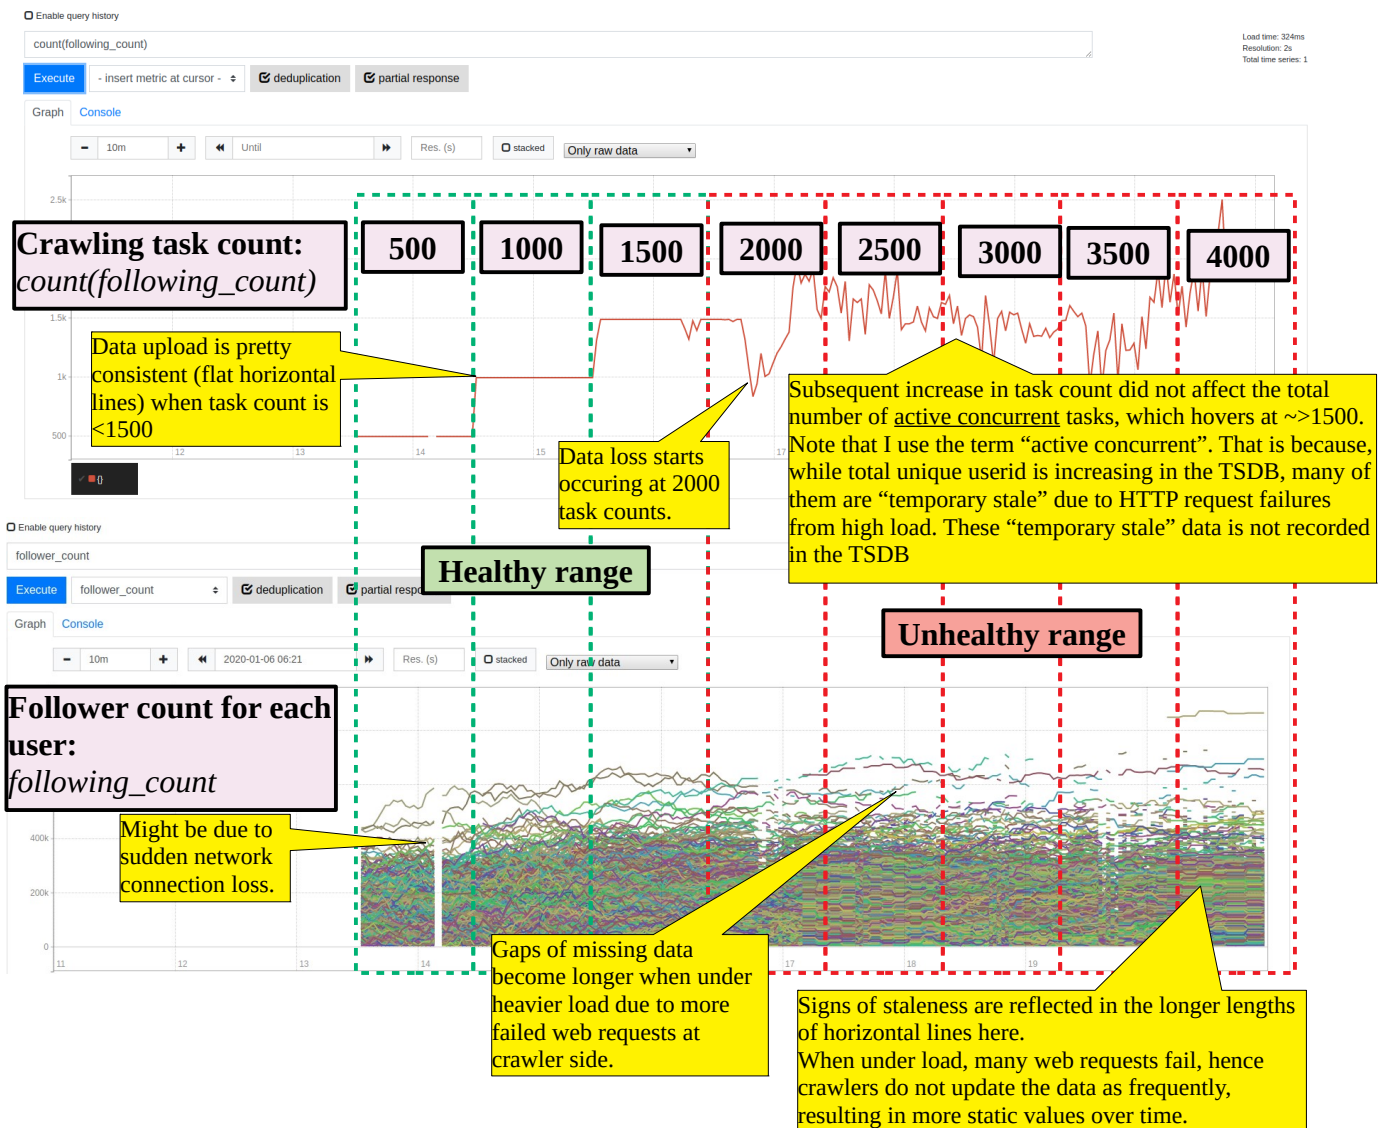 Enable query history
count(following_count)
Load time: 324ms
Resolution: 2s
Total time series: 1
Execute
- insert metric at cursor -
deduplication
partial response
Graph
Console
10m
Until
Res. (s)
stacked
Only raw data
2.5k
Crawling task count:
count(following_count)
500
1000
1500
2000
2500
3000
3500
4000
1.5k
1k
500
Data upload is pretty
consistent (flat horizontal
lines) when task count is
<1500
Data loss starts
occuring at 2000
task counts.
Subsequent increase in task count did not affect the total
number of active concurrent tasks, which hovers at ~>1500.
Note that I use the term “active concurrent”. That is because,
while total unique userid is increasing in the TSDB, many of
them are “temporary stale” due to HTTP request failures
from high load. These “temporary stale” data is not recorded
in the TSDB
12
13
14
15
17
{}
Enable query history
follower_count
Healthy range
Execute
follower_count
deduplication
partial respo
Unhealthy range
Graph
Console
10m
2020-01-06 06:21
Res. (s)
stacked
Only raw data
Follower count for each
user:
following_count
Might be due to
sudden network
connection loss.
400k
200k
0
11
12
13
14
17
18
19
Gaps of missing data
become longer when under
heavier load due to more
failed web requests at
crawler side.
Signs of staleness are reflected in the longer lengths
of horizontal lines here.
When under load, many web requests fail, hence
crawlers do not update the data as frequently,
resulting in more static values over time.